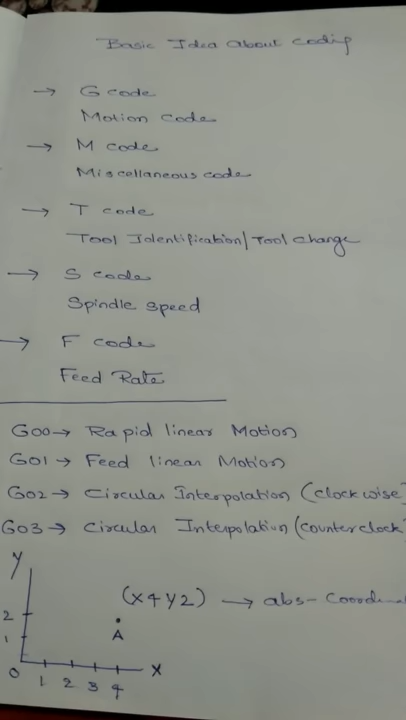 Basic Idea About coding
→ G code
Motion code
→ M code
Miscellaneous code
→ T code
Tool Identification/Tool change
→ S code
Spindle speed
→ F code
Feed Rate
G00→ Rapid linear Motion
G01→ Feed linear Motion
G02→ Circular Interpolation (clockwise)
G03→ Circular Interpolation (counterclock
Y
(X4Y2) → abs-
2
1
A
0 1 2 3 4 X